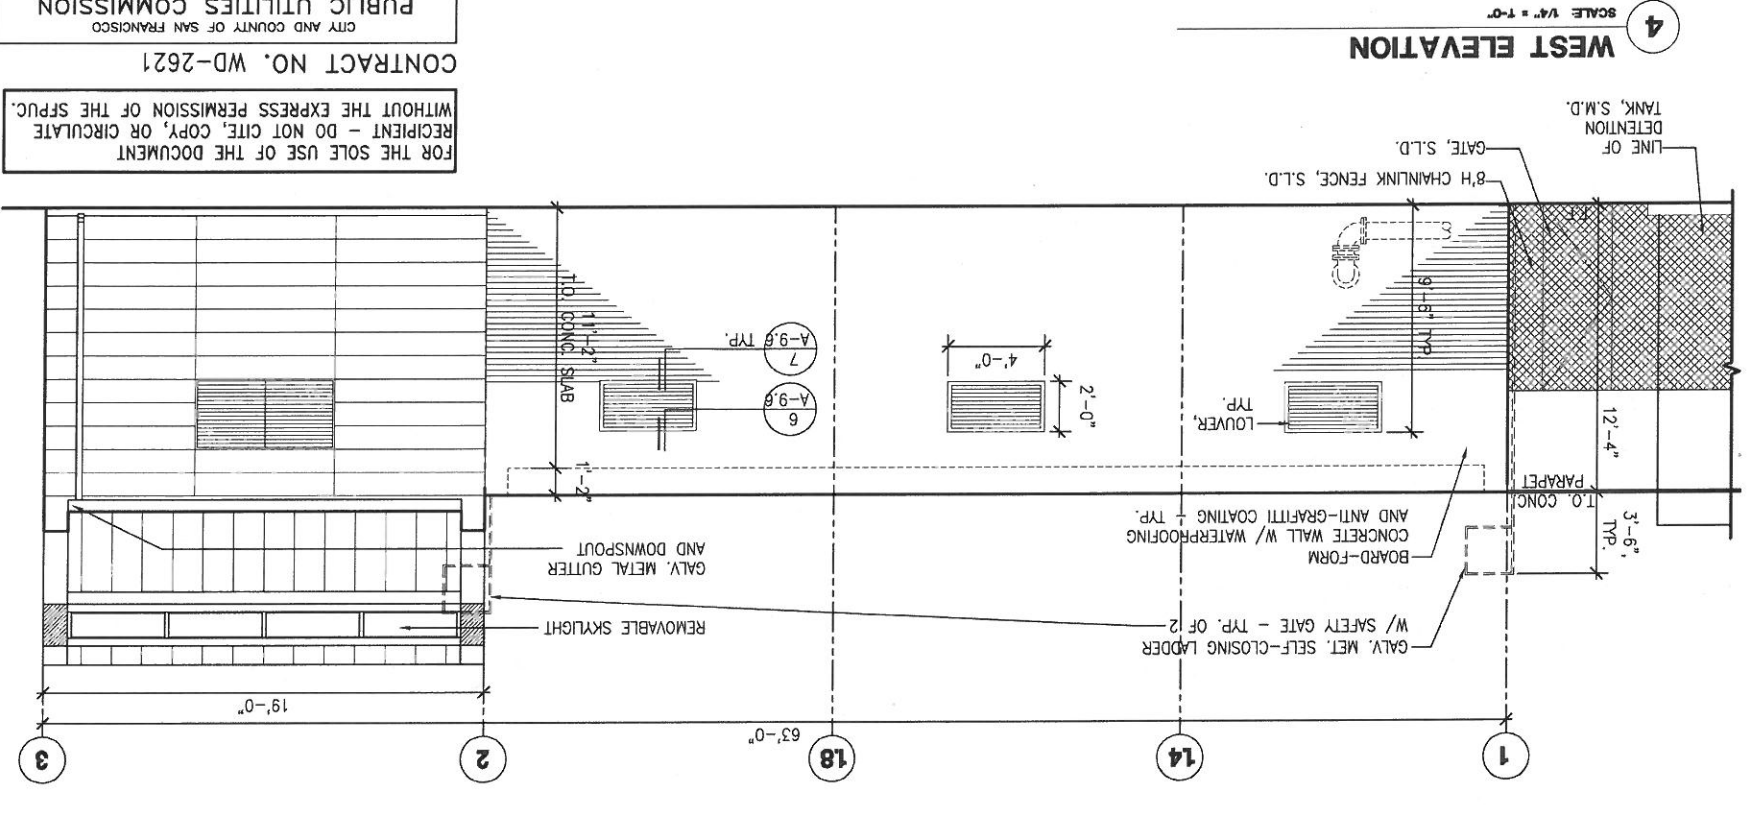 1
1.4
1.8
2
3
63'-0"
19'-0"
GALV. MET. SELF-CLOSING LADDER
W/ SAFETY GATE - TYP. OF 2
REMOVABLE SKYLIGHT
GALV. METAL GUTTER
AND DOWNSPOUT
3'-6",
TYP.
BOARD-FORM
CONCRETE WALL W/ WATERPROOFING
AND ANTI-GRAFITTI COATING - TYP.
T.O. CONC.
PARAPET
12'-4"
1'-2"
LOUVER,
TYP.
2'-0"
4'-0"
6
A-9.6
7
A-9.6
TYP.
11'-2"
T.O. CONC. SLAB
9'-6" TYP.
8'H CHAINLINK FENCE, S.L.D.
GATE, S.L.D.
LINE OF
DETENTION
TANK, S.M.D.
4
WEST ELEVATION
SCALE: 1/4" = 1'-0"
FOR THE SOLE USE OF THE DOCUMENT
RECIPIENT - DO NOT CITE, COPY, OR CIRCULATE
WITHOUT THE EXPRESS PERMISSION OF THE SFPUC.
CONTRACT NO. WD-2621
CITY AND COUNTY OF SAN FRANCISCO
PUBLIC UTILITIES COMMISSION